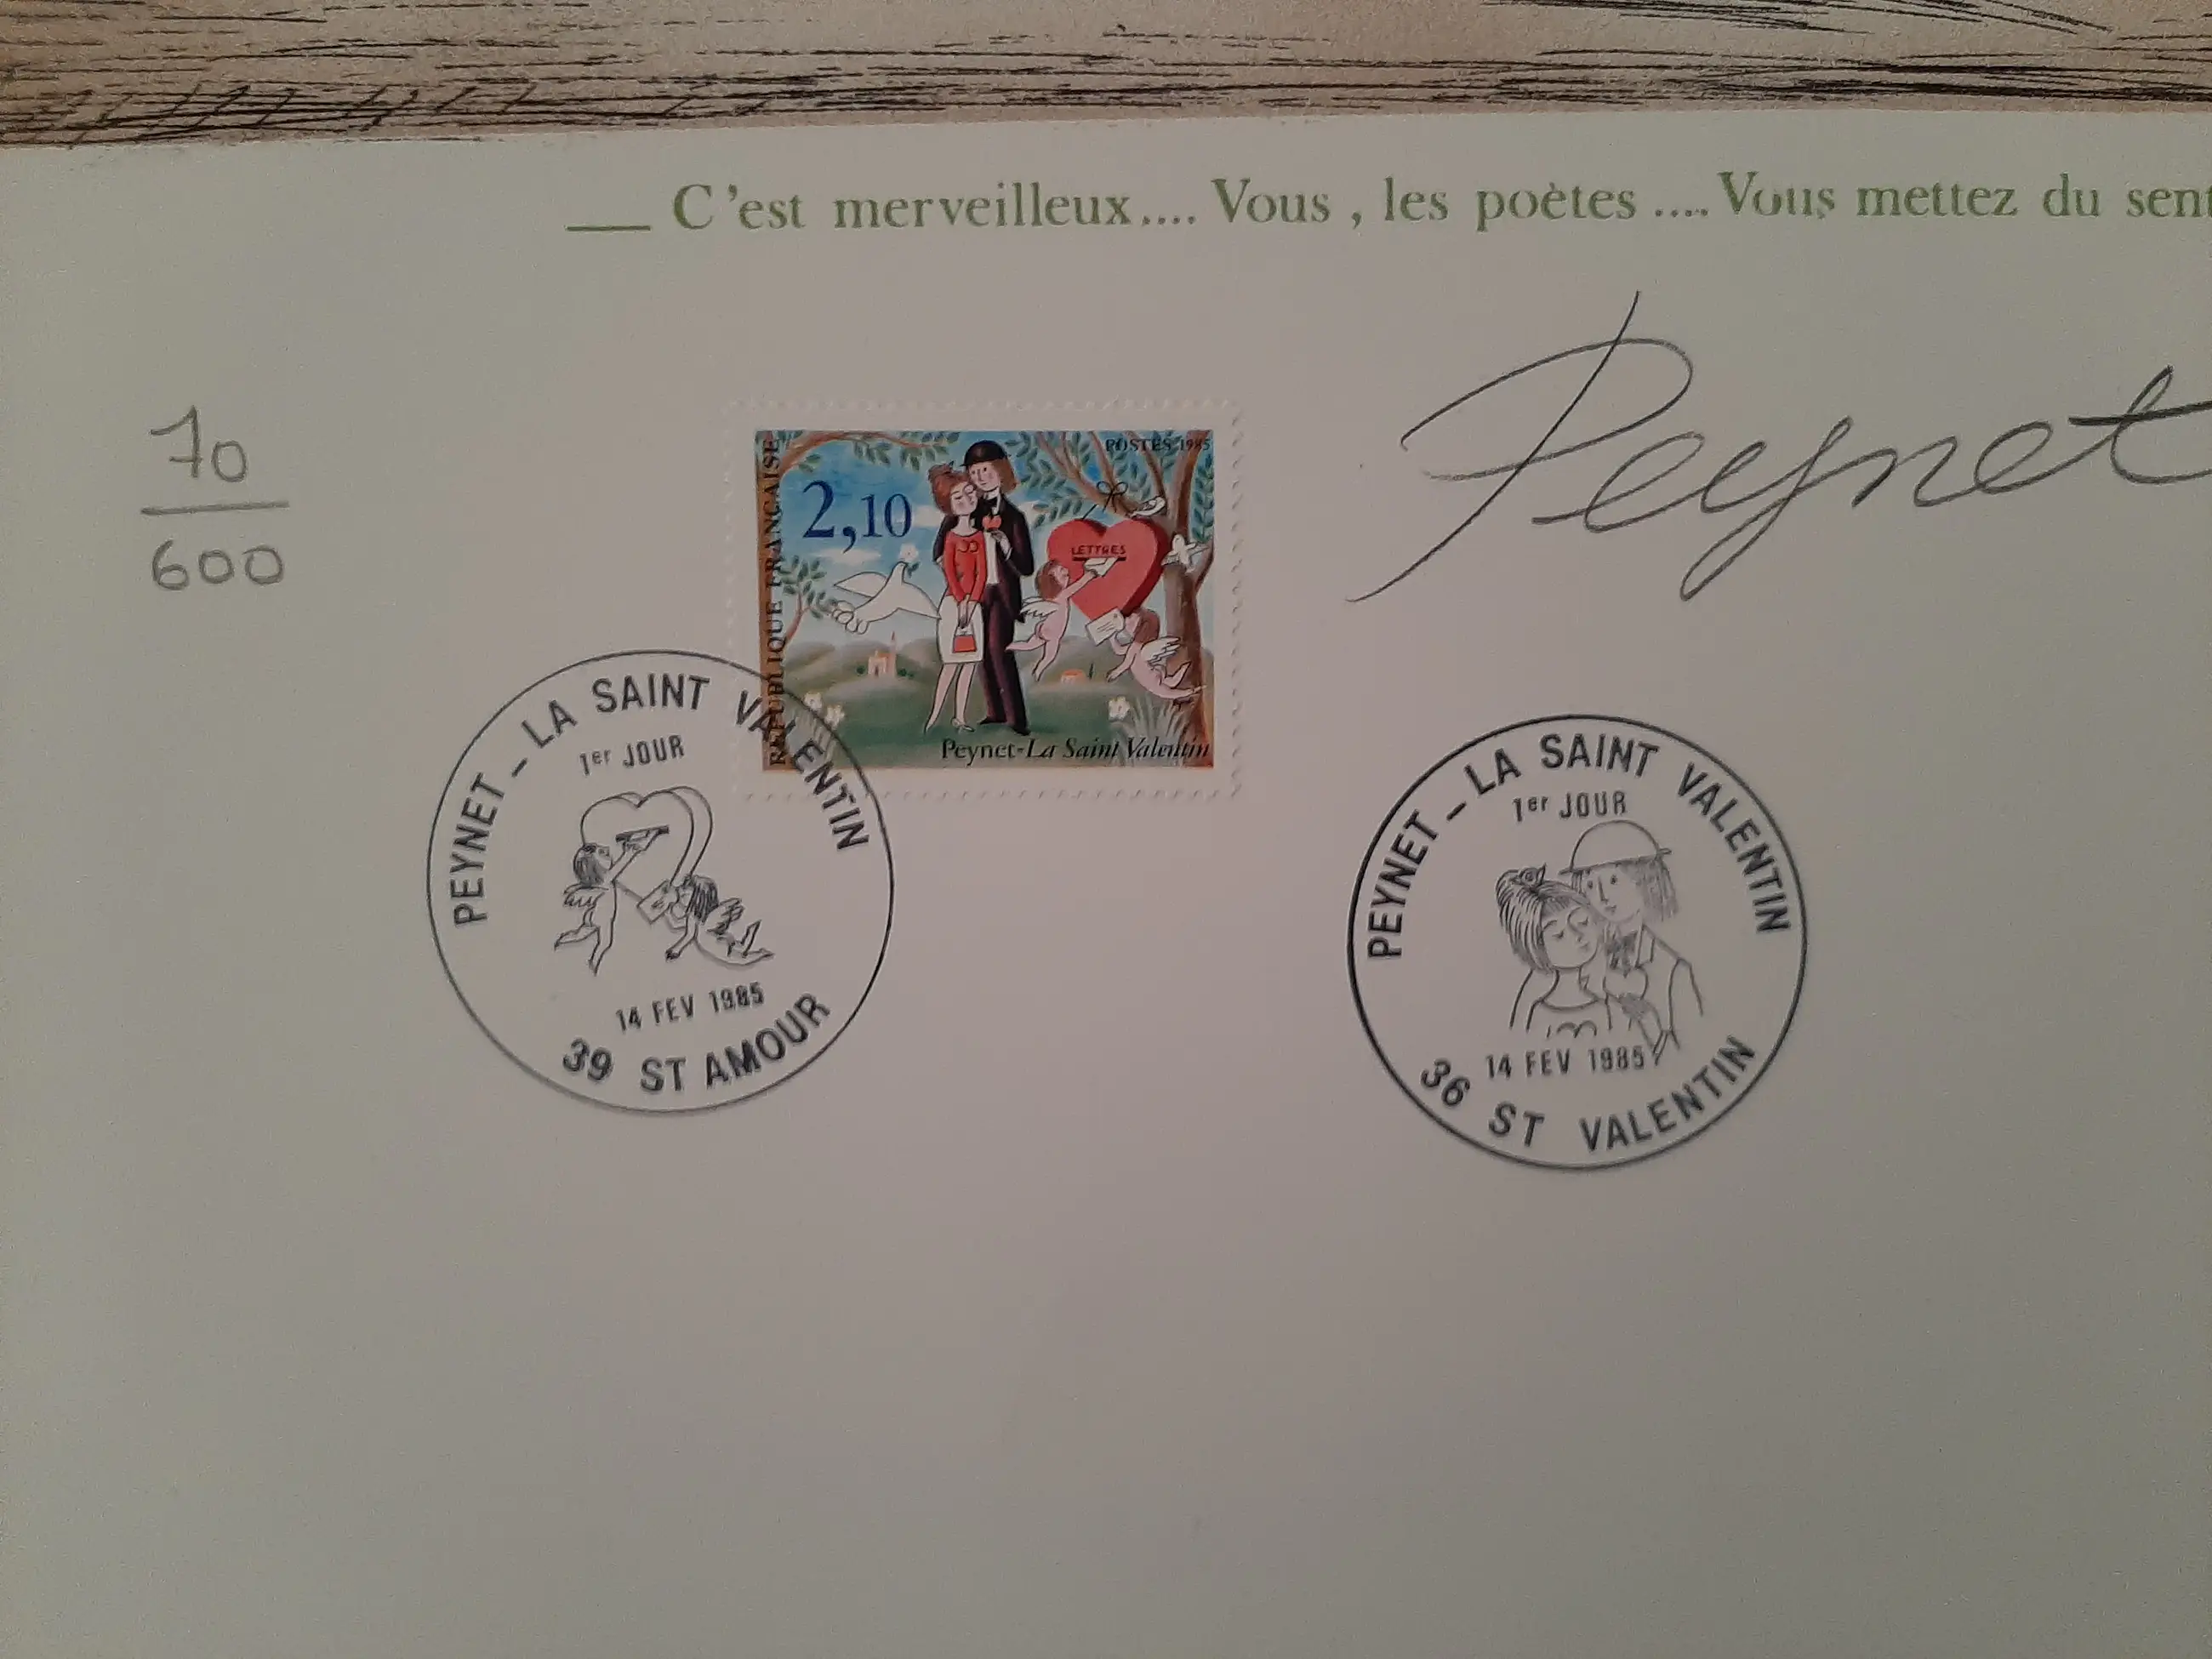 __ C'est merveilleux.... Vous , les poètes .... Vous mettez du
Peynet
70
600
RÉPUBLIQUE FRANCAISE
POSTES 1985
2,10
LETTRES
Peynet-La Saint Valentin
PEYNET _ LA SAINT VALENTIN
1er JOUR
14 FEV 1985
39 ST AMOUR
PEYNET _ LA SAINT VALENTIN
1er JOUR
14 FEV 1985
36 ST VALENTIN